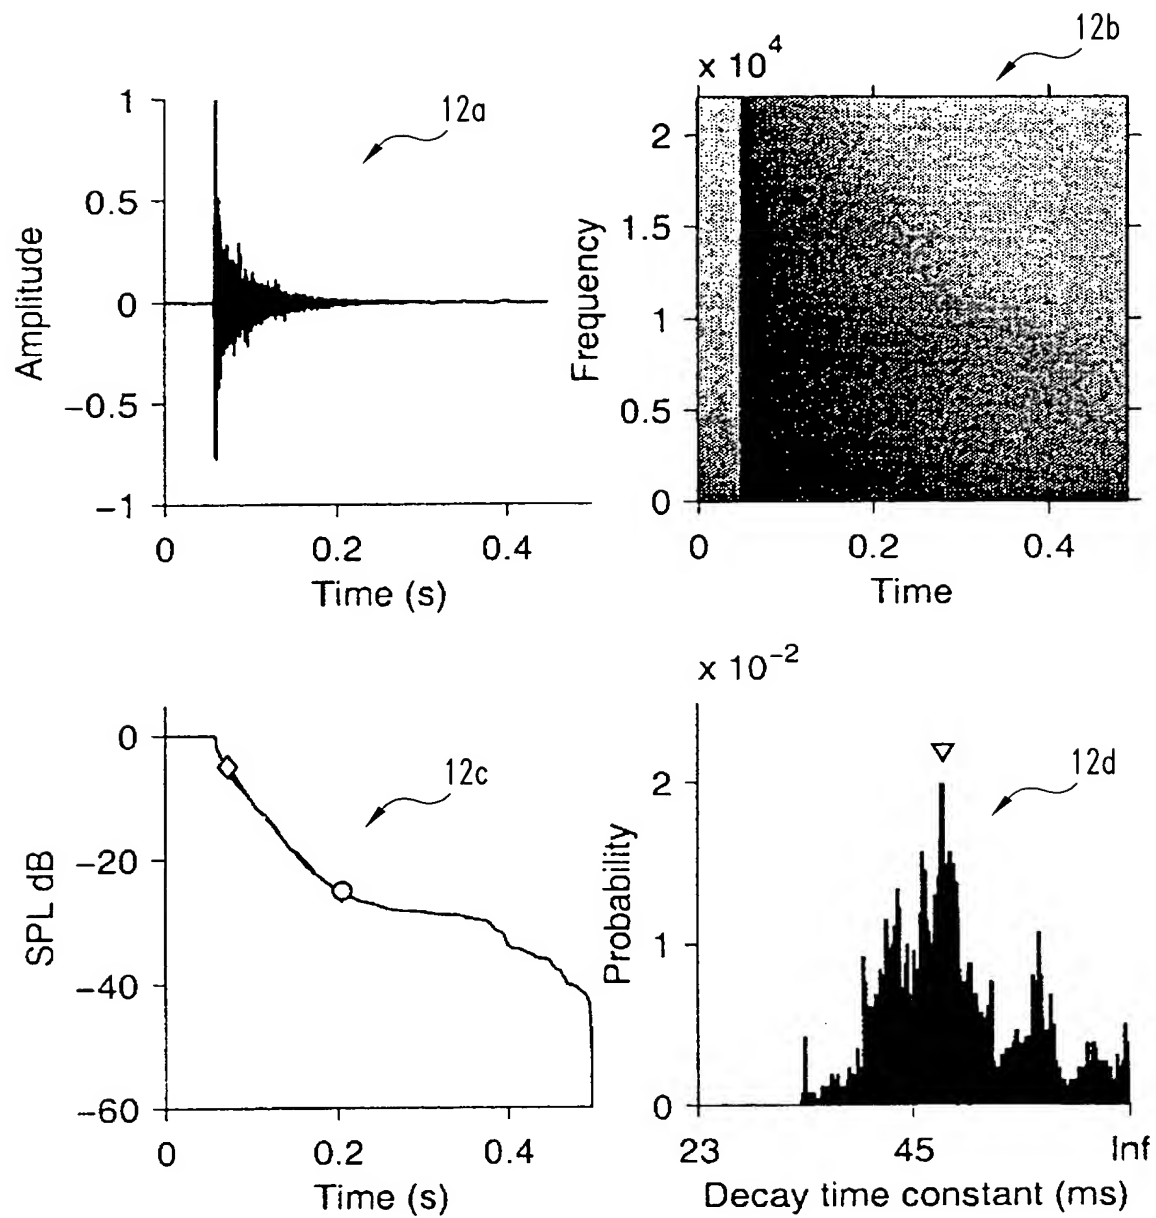 12a
1
0.5
0
−0.5
−1
Amplitude
0 0.2 0.4
Time (s)
12b
x 10^4
2
1.5
1
0.5
0
Frequency
0 0.2 0.4
Time
12c
0
−20
−40
−60
SPL dB
0 0.2 0.4
Time (s)
x 10^−2
12d
2
1
0
Probability
23 45 Inf
Decay time constant (ms)